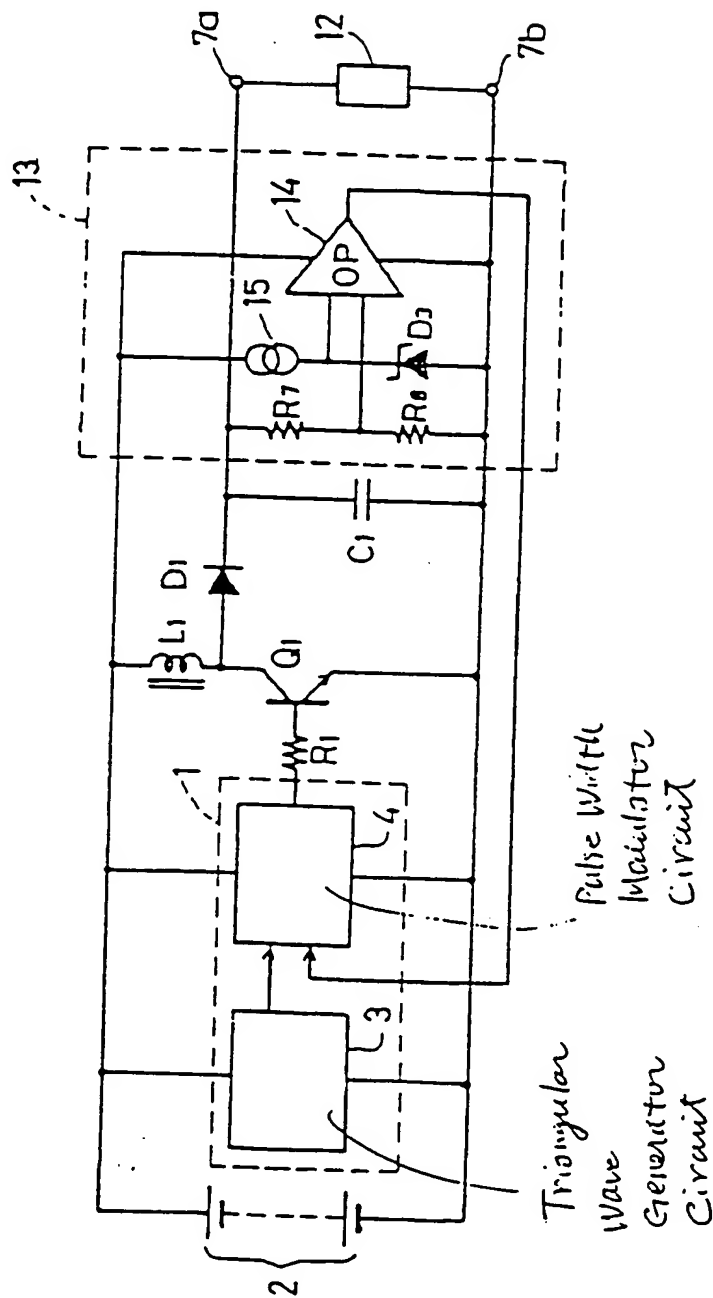 13
7a
12
7b
14
OP
15
R7
D3
R8
C1
D1
L1
Q1
R1
1
4
3
2
Pulse Width
Maiulator
Circuit
Triangular
Wave
Generator
Circuit